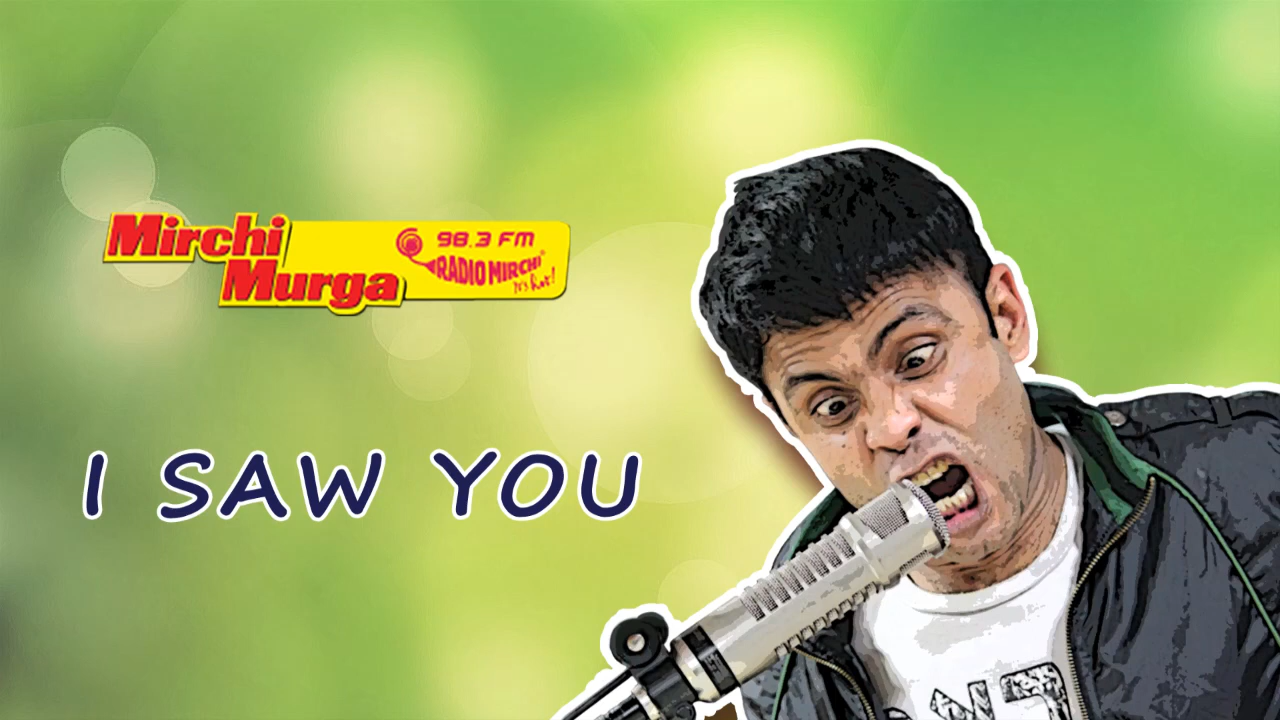 Mirchi
Murga
98.3 FM
RADIO MIRCHI
It's hot!
I SAW YOU